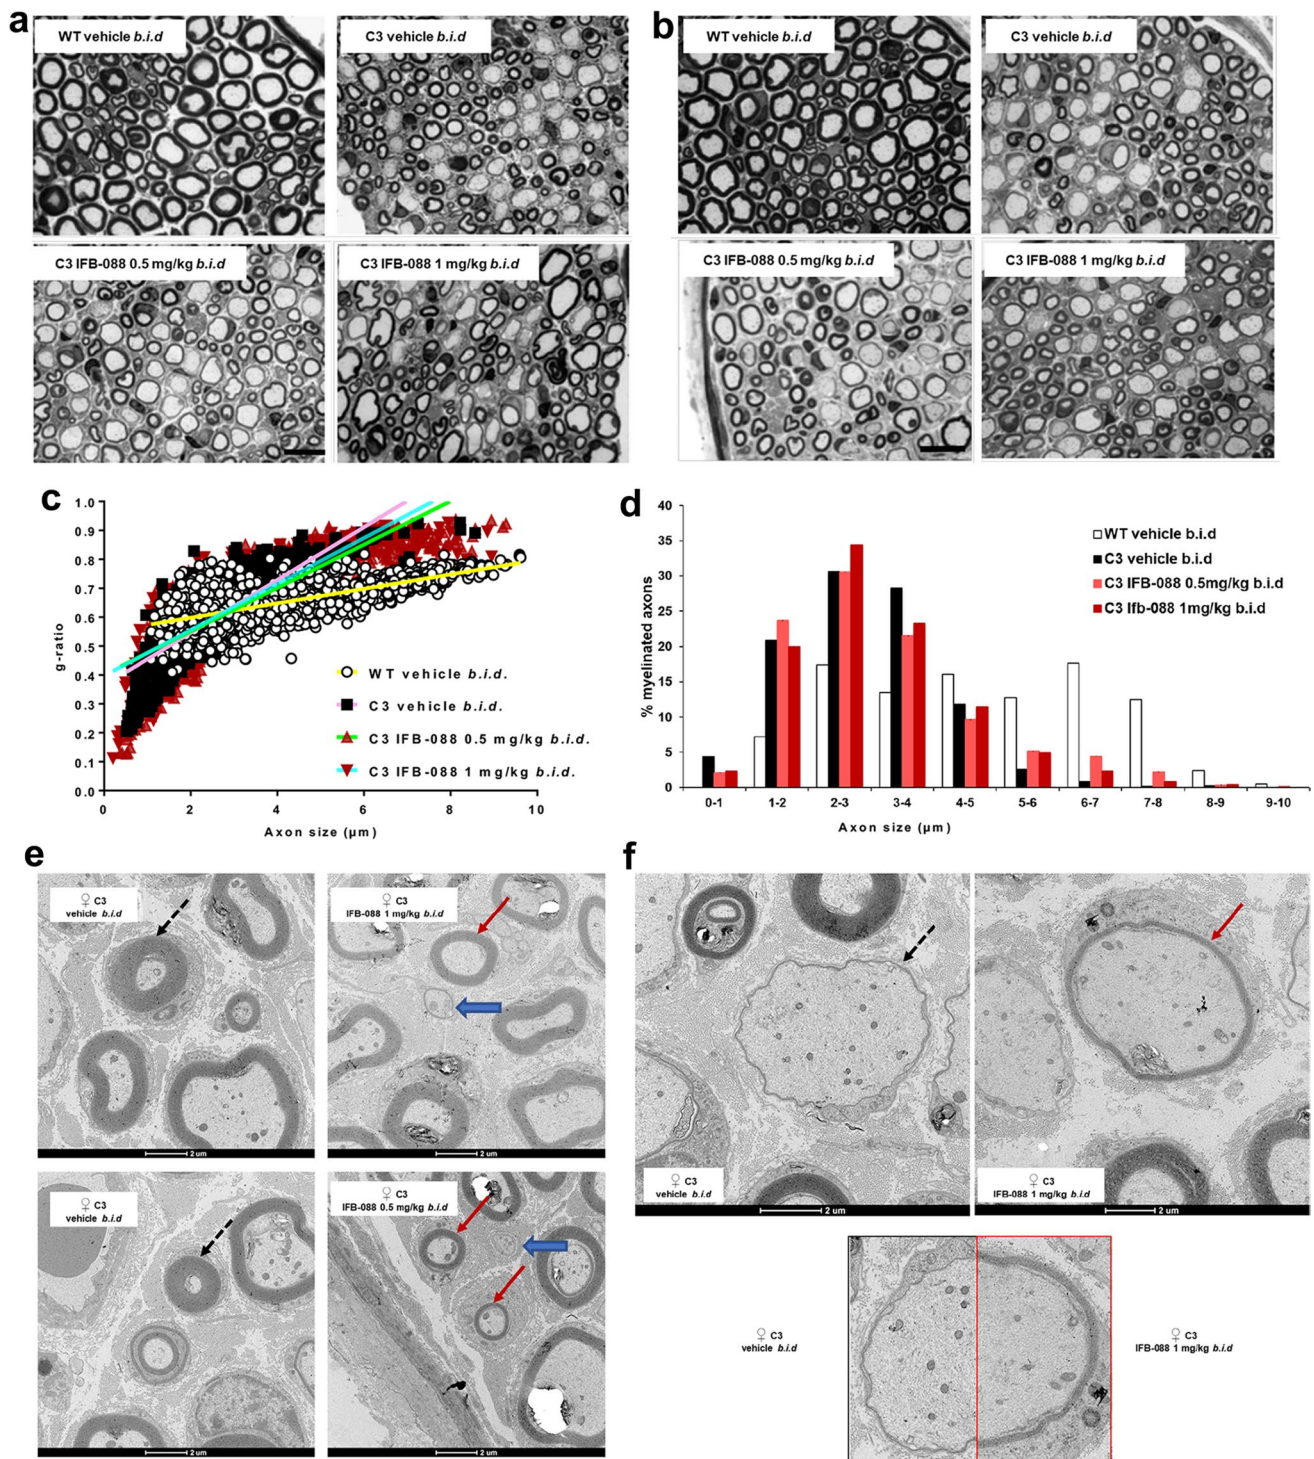 a
WT vehicle b.i.d
C3 vehicle b.i.d
C3 IFB-088 0.5 mg/kg b.i.d
C3 IFB-088 1 mg/kg b.i.d
b
WT vehicle b.i.d
C3 vehicle b.i.d
C3 IFB-088 0.5 mg/kg b.i.d
C3 IFB-088 1 mg/kg b.i.d
c
g-ratio
1.0
0.9
0.8
0.7
0.6
0.5
0.4
0.3
0.2
0.1
0.0
0 2 4 6 8 10
Axon size (µm)
WT vehicle b.i.d.
C3 vehicle b.i.d.
C3 IFB-088 0.5 mg/kg b.i.d.
C3 IFB-088 1 mg/kg b.i.d.
d
% myelinated axons
40
35
30
25
20
15
10
5
0
0-1 1-2 2-3 3-4 4-5 5-6 6-7 7-8 8-9 9-10
Axon size (µm)
WT vehicle b.i.d
C3 vehicle b.i.d
C3 IFB-088 0.5mg/kg b.i.d
C3 Ifb-088 1mg/kg b.i.d
e
♀ C3
vehicle b.i.d
2 um
♀ C3
IFB-088 1 mg/kg b.i.d
2 um
♀ C3
vehicle b.i.d
2 um
♀ C3
IFB-088 0.5 mg/kg b.i.d
2 um
f
♀ C3
vehicle b.i.d
2 um
♀ C3
IFB-088 1 mg/kg b.i.d
2 um
♀ C3
vehicle b.i.d
♀ C3
IFB-088 1 mg/kg b.i.d